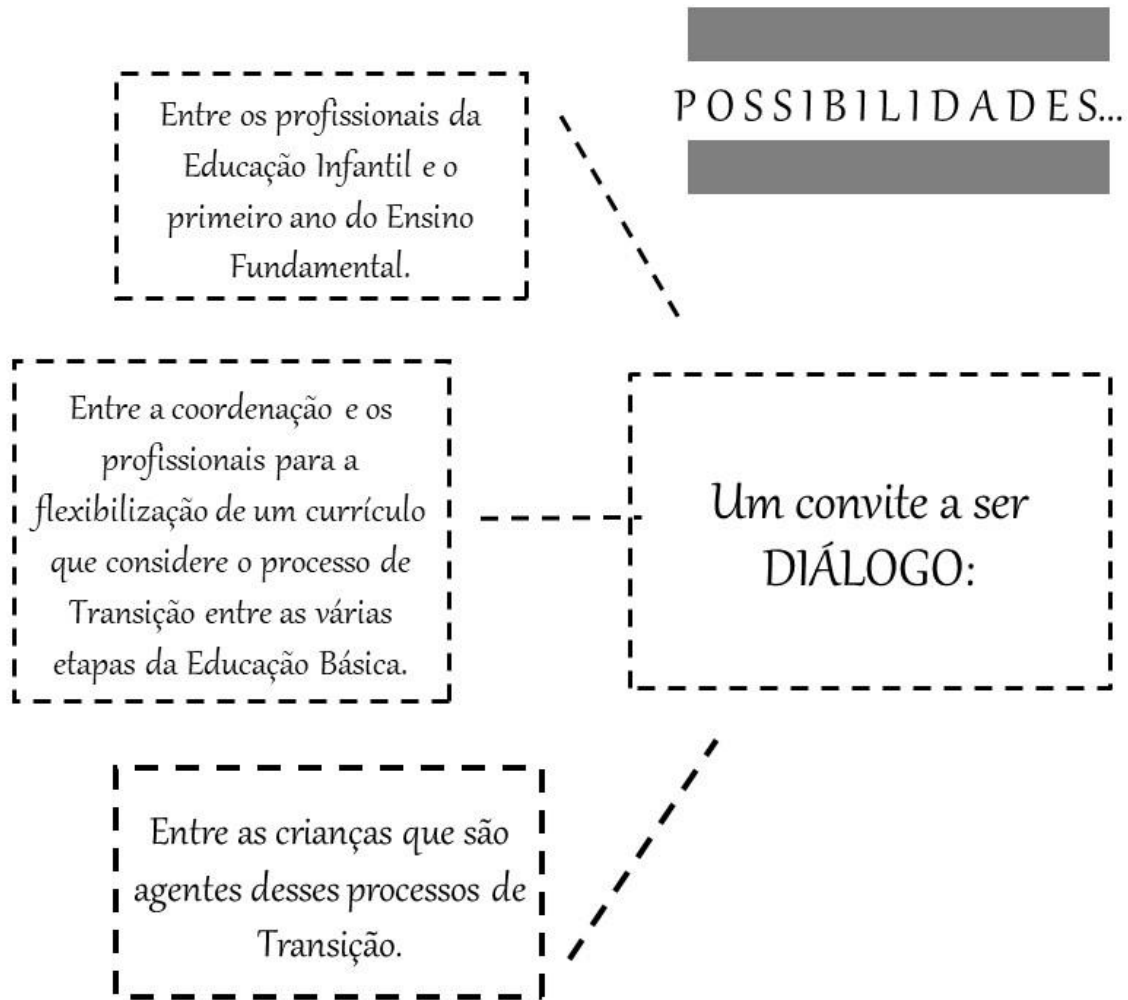 POSSIBILIDADES...
Entre os profissionais da
Educação Infantil e o
primeiro ano do Ensino
Fundamental.
Entre a coordenação e os
profissionais para a
flexibilização de um currículo
que considere o processo de
Transição entre as várias
etapas da Educação Básica.
Um convite a ser
DIÁLOGO:
Entre as crianças que são
agentes desses processos de
Transição.